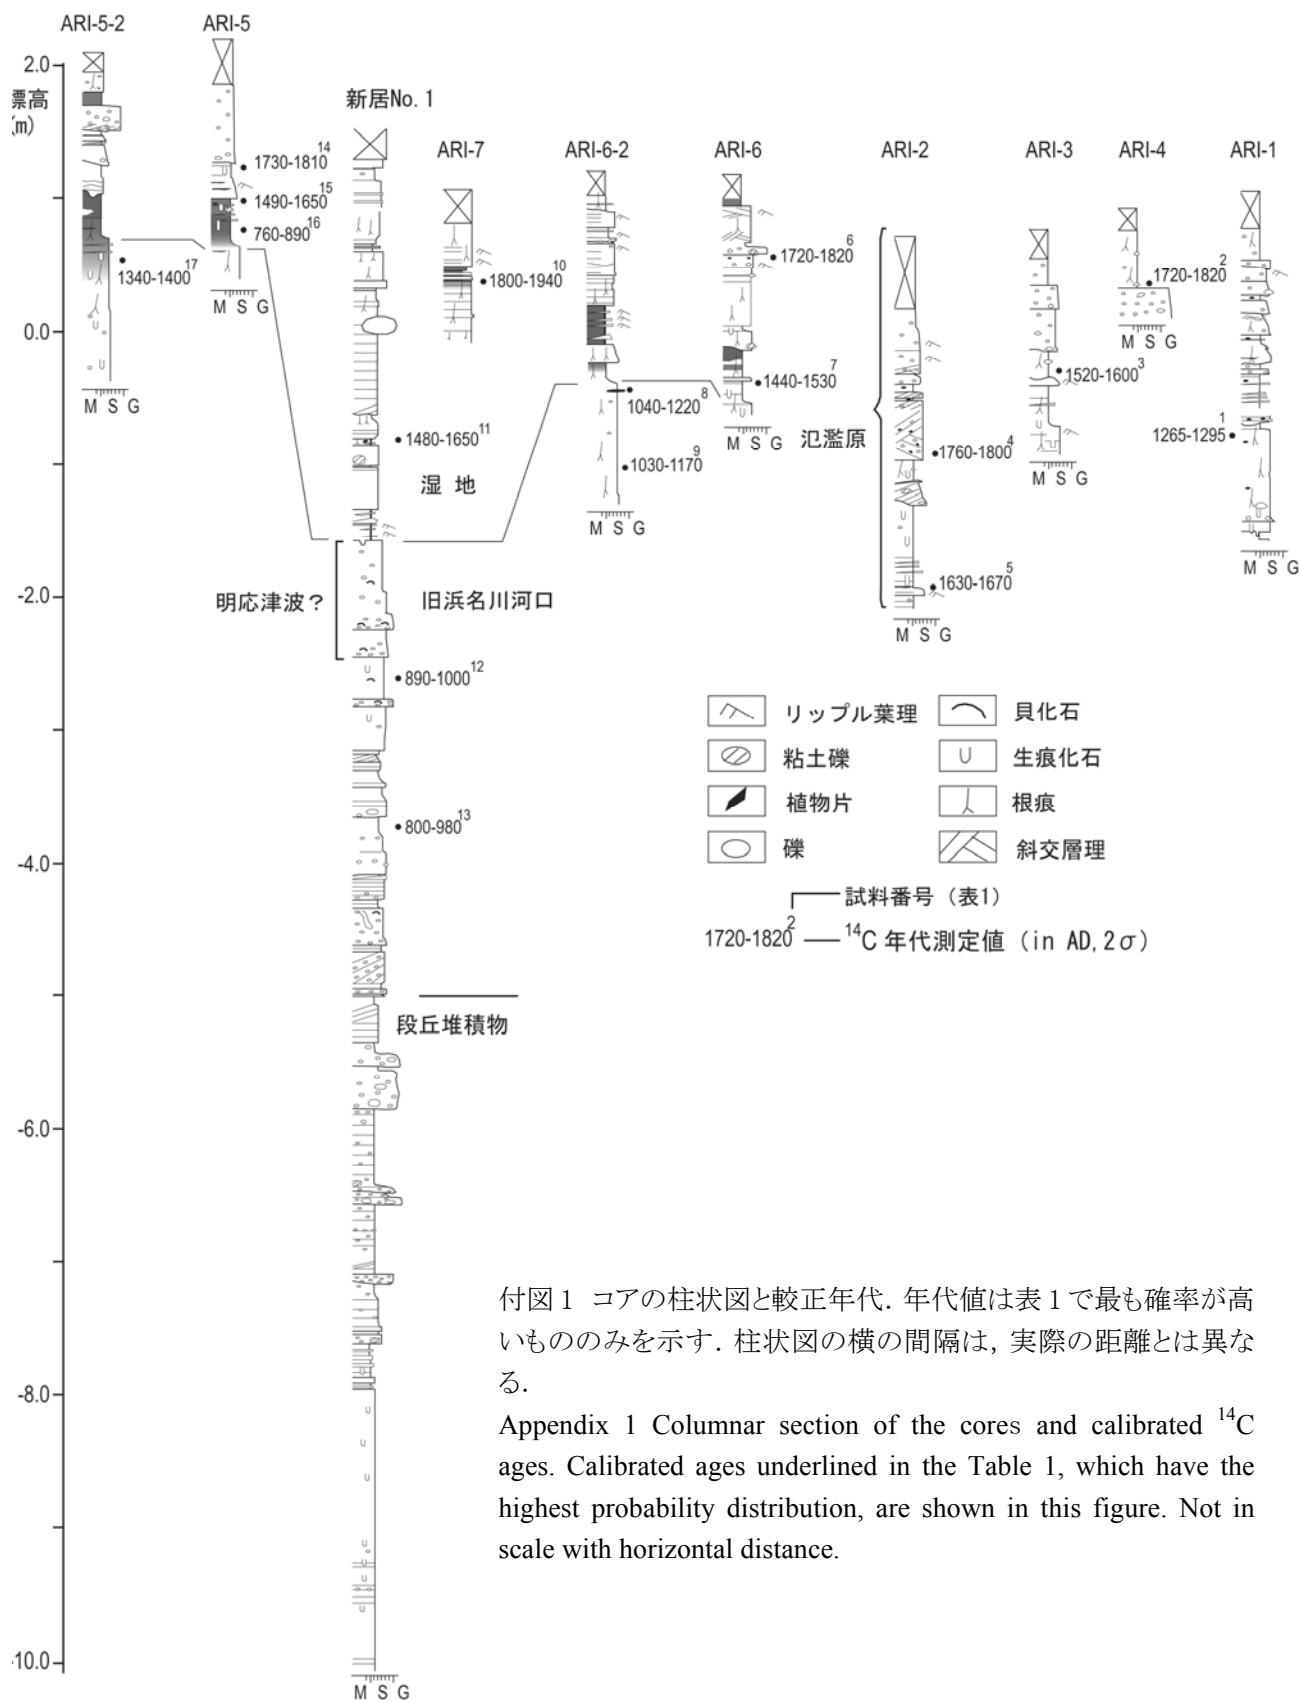 ARI-5-2
ARI-5
新居No. 1
ARI-7
ARI-6-2
ARI-6
ARI-2
ARI-3
ARI-4
ARI-1
2.0
標高
(m)
0.0
-2.0
-4.0
-6.0
-8.0
-10.0
1340-1400 17
M S G
1730-1810 14
1490-1650 15
760-890 16
M S G
1480-1650 11
湿 地
明応津波？
旧浜名川河口
890-1000 12
800-980 13
段丘堆積物
M S G
1800-1940 10
1040-1220 8
1030-1170 9
M S G
1720-1820 6
1440-1530 7
M S G
氾濫原
1760-1800 4
1630-1670 5
M S G
1520-1600 3
M S G
1720-1820 2
M S G
1265-1295 1
M S G
リップル葉理
貝化石
粘土礫
生痕化石
植物片
根痕
礫
斜交層理
試料番号（表1）
1720-1820 2
14C 年代測定値（in AD, 2σ）
付図 1 コアの柱状図と較正年代．年代値は表 1 で最も確率が高
いもののみを示す．柱状図の横の間隔は，実際の距離とは異な
る．
Appendix 1 Columnar section of the cores and calibrated 14C
ages. Calibrated ages underlined in the Table 1, which have the
highest probability distribution, are shown in this figure. Not in
scale with horizontal distance.